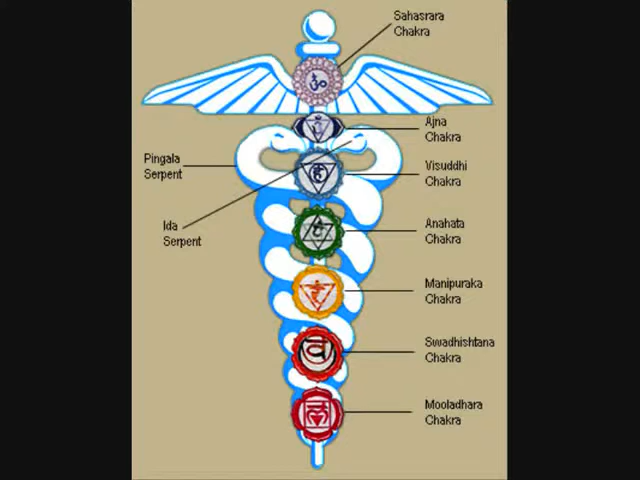 Sahasrara
Chakra
Ajna
Chakra
Pingala
Serpent
Visuddhi
Chakra
Ida
Serpent
Anahata
Chakra
Manipuraka
Chakra
Swadhishtana
Chakra
Mooladhara
Chakra